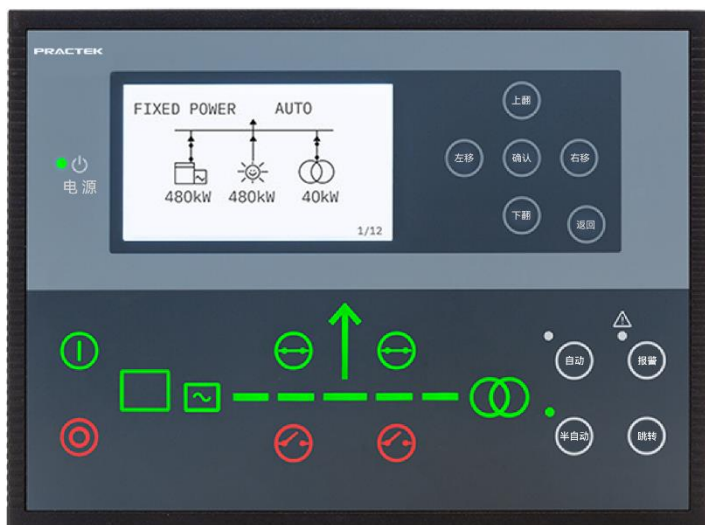 PRACTEK
FIXED POWER AUTO
480kW 480kW 40kW
1/12
电源
上翻
左移 确认 右移
下翻
返回
自动 报警
半自动 跳转